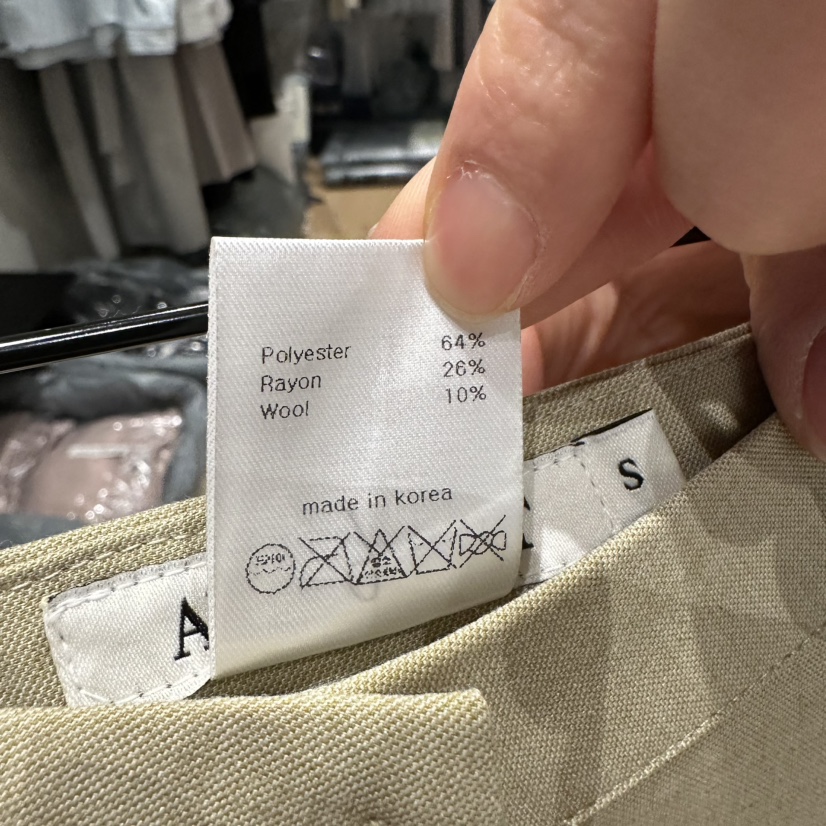 Polyester 64%
Rayon 26%
Wool 10%
made in korea
A
S